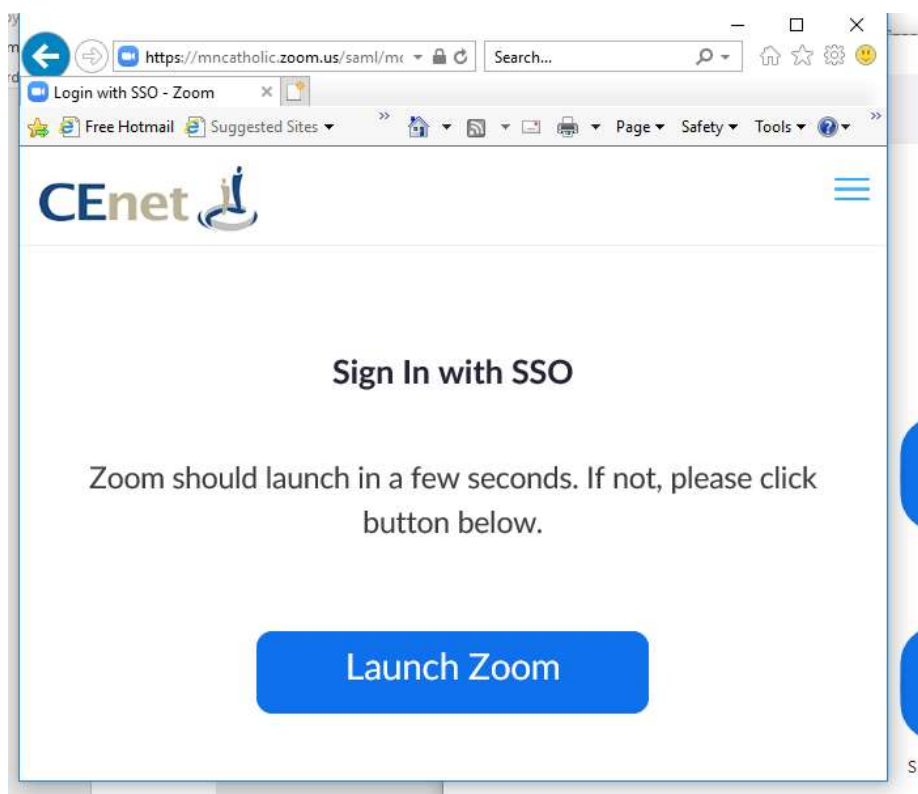 https://mncatholic.zoom.us/saml/mc Search...
Login with SSO - Zoom
Free Hotmail Suggested Sites Page Safety Tools
CEnet
Sign In with SSO
Zoom should launch in a few seconds. If not, please click
button below.
Launch Zoom